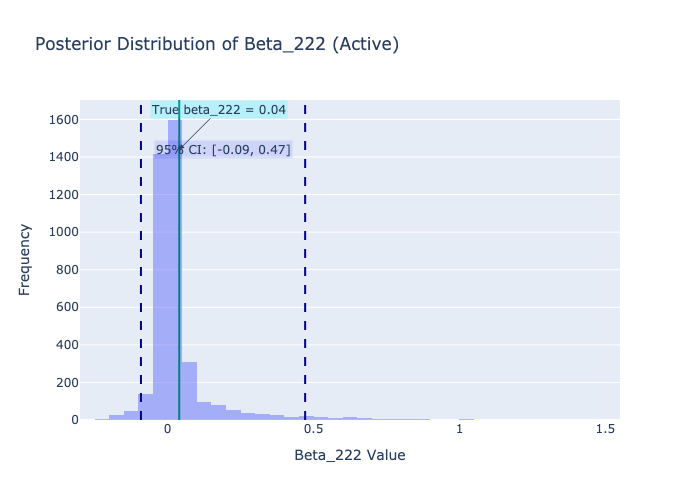 Posterior Distribution of Beta_222 (Active)
True beta_222 = 0.04
95% CI: [-0.09, 0.47]
1600
1400
1200
1000
800
600
400
200
0
Frequency
0
0.5
1
1.5
Beta_222 Value